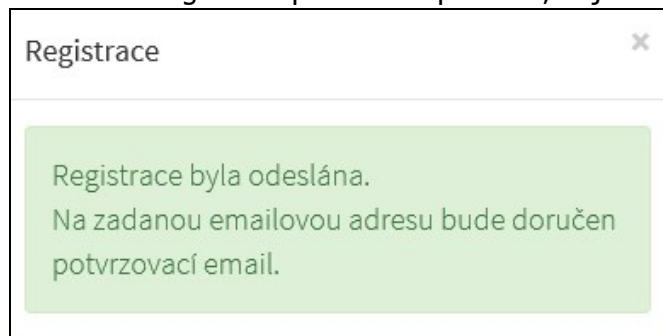 Registrace
×
Registrace byla odeslána.
Na zadanou emailovou adresu bude doručen
potvrzovací email.